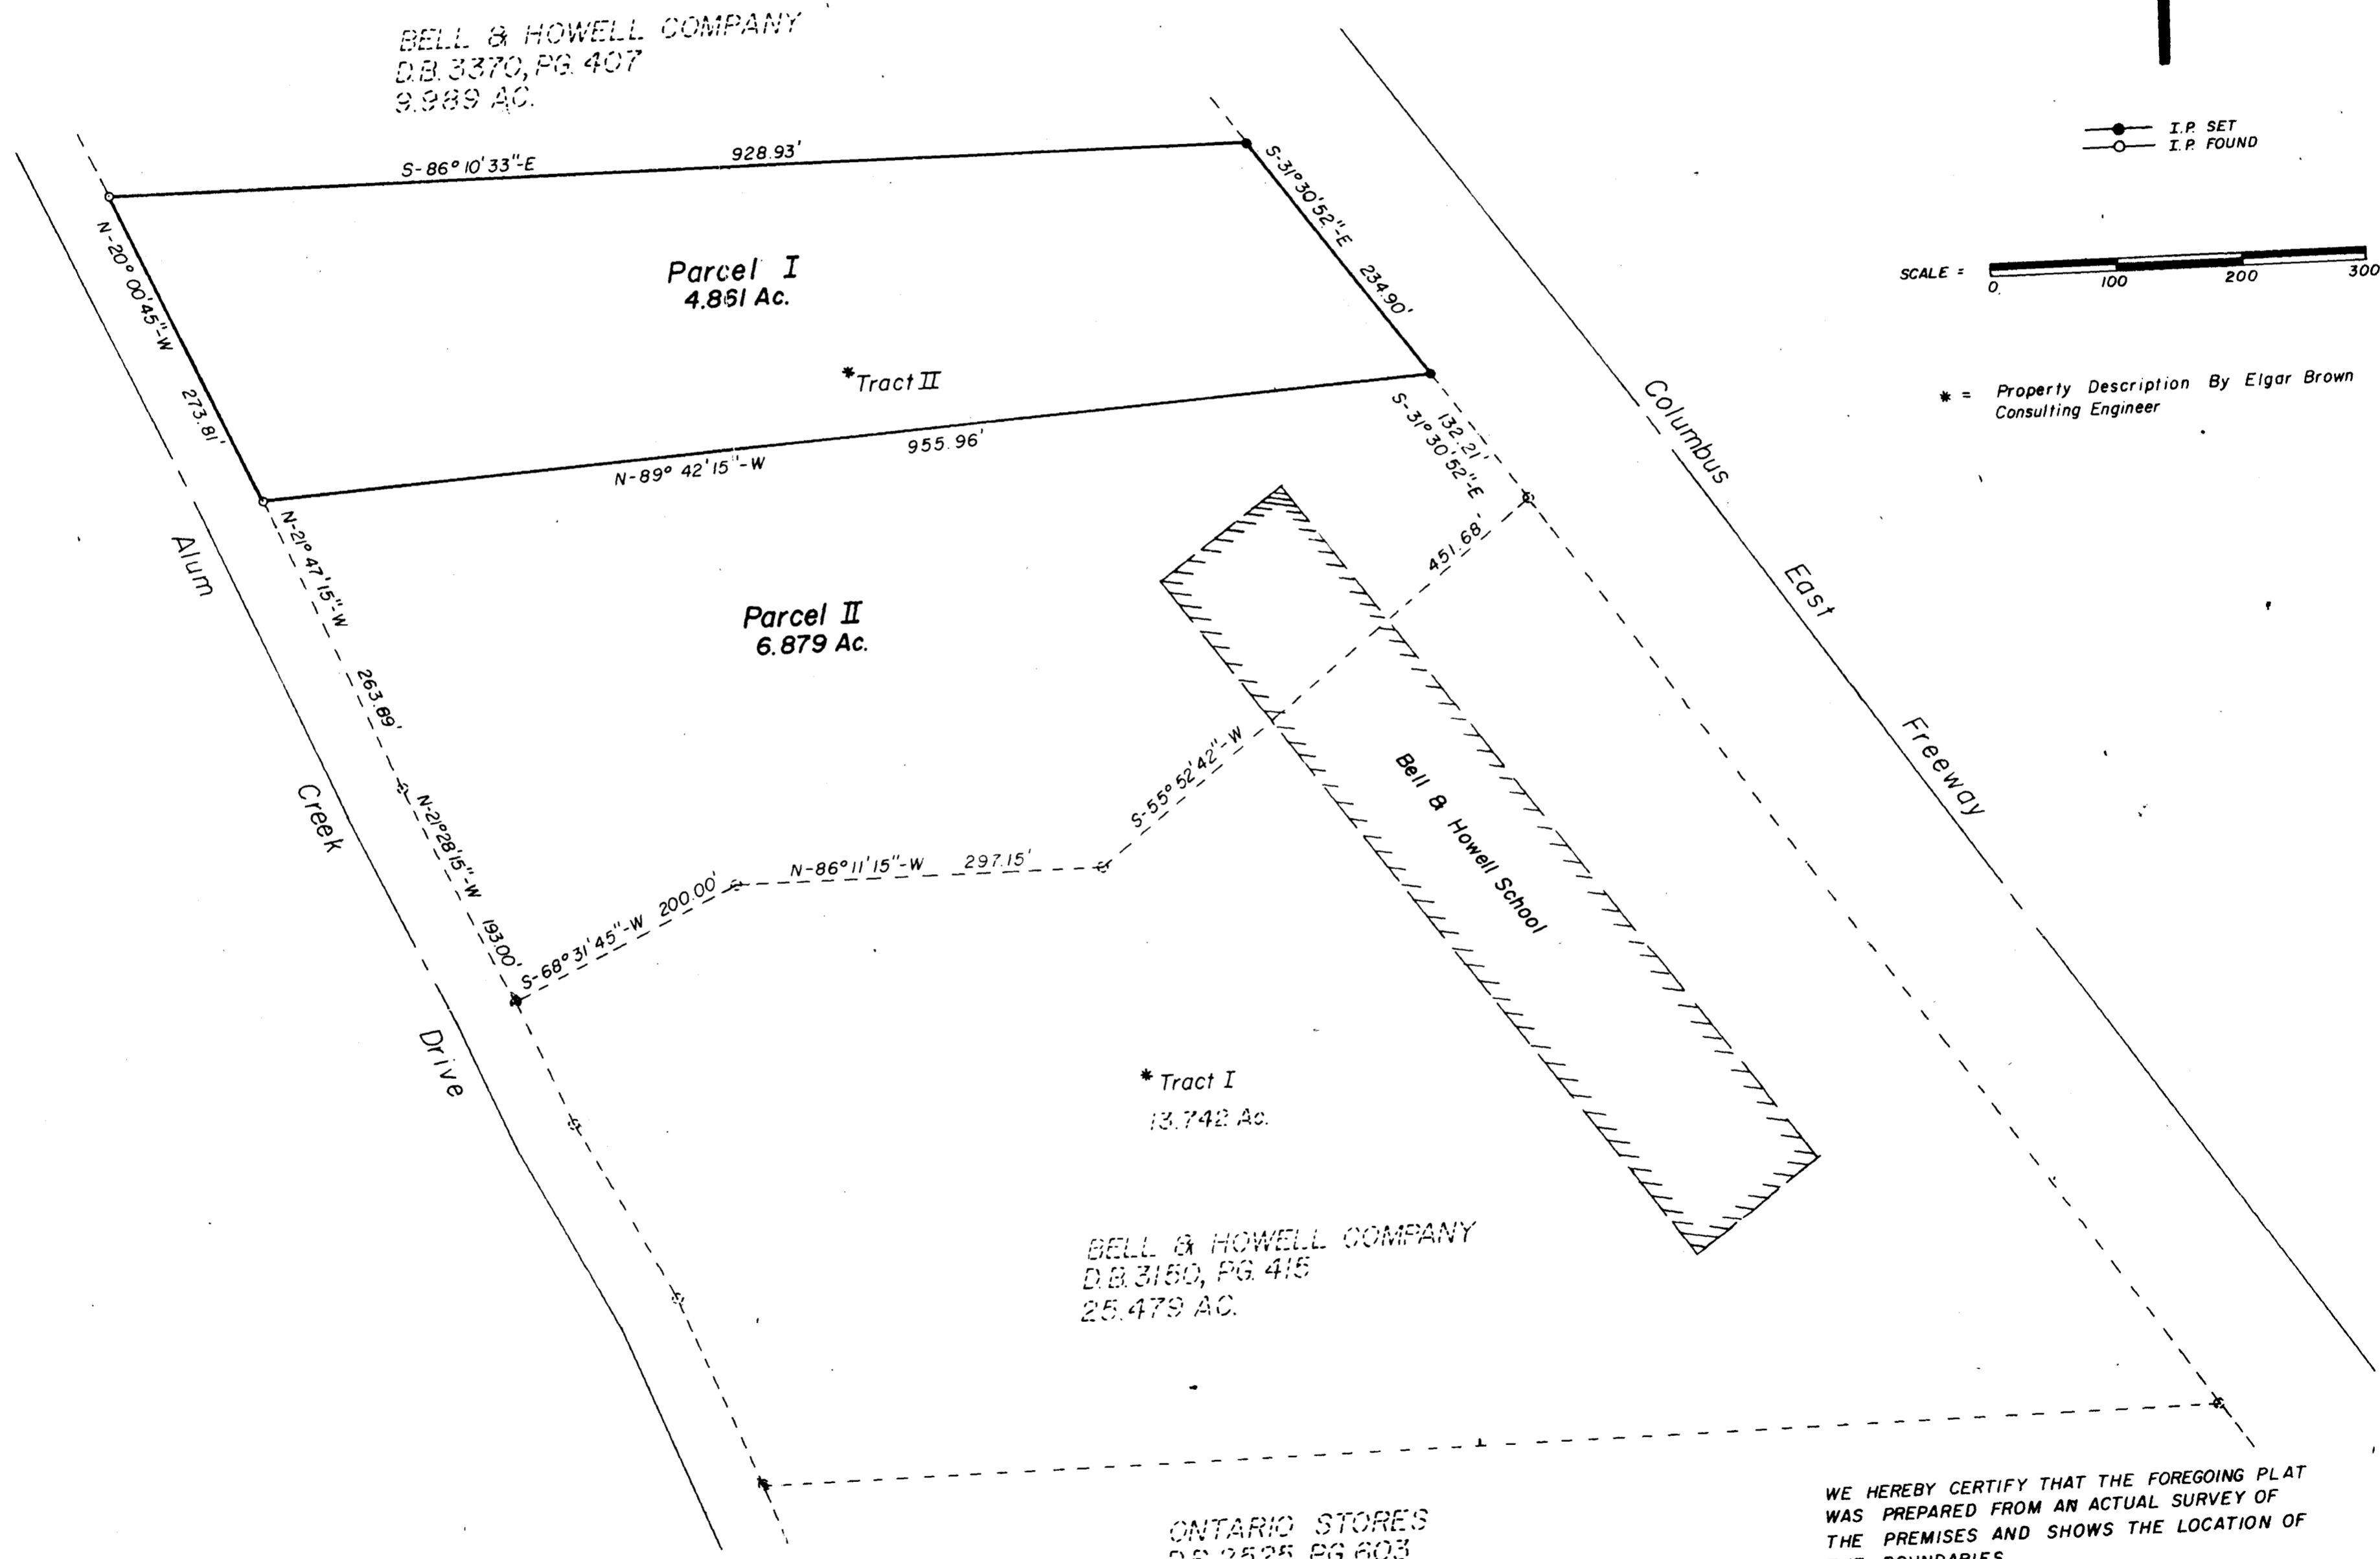 BELL & HOWELL COMPANY
D.B. 3370, PG. 407
9.989 AC.
I.P. SET
I.P. FOUND
S-86° 10'33"-E 928.93'
S-31°30'52"-E 234.90'
N-20° 00'45"-W 273.81'
Parcel I
4.861 Ac.
SCALE =
0. 100 200 300
*Tract II
* = Property Description By Elgar Brown
Consulting Engineer
N-89° 42'15"-W 955.96'
132.21'
S-31° 30'52"-E
Columbus East Freeway
Alum Creek Drive
N-21° 47'15"-W 263.89'
451.68'
Parcel II
6.879 Ac.
S-55° 52'42"-W
Bell & Howell School
N-21°28'15"-W 193.00'
N-86°11'15"-W 297.15'
S-68° 31'45"-W 200.00'
* Tract I
13.742 Ac.
BELL & HOWELL COMPANY
D.B. 3150, PG. 415
25.479 AC.
WE HEREBY CERTIFY THAT THE FOREGOING PLAT
WAS PREPARED FROM AN ACTUAL SURVEY OF
THE PREMISES AND SHOWS THE LOCATION OF
BOUNDARIES
ONTARIO STORES
D.B. 2525, PG. 603